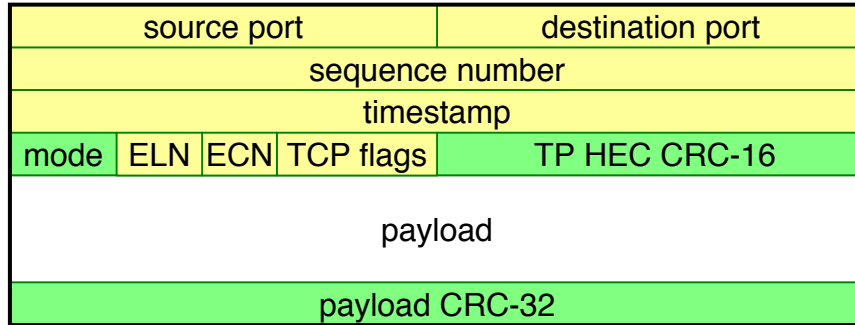 source port destination port
sequence number
timestamp
mode ELN ECN TCP flags TP HEC CRC-16
payload
payload CRC-32